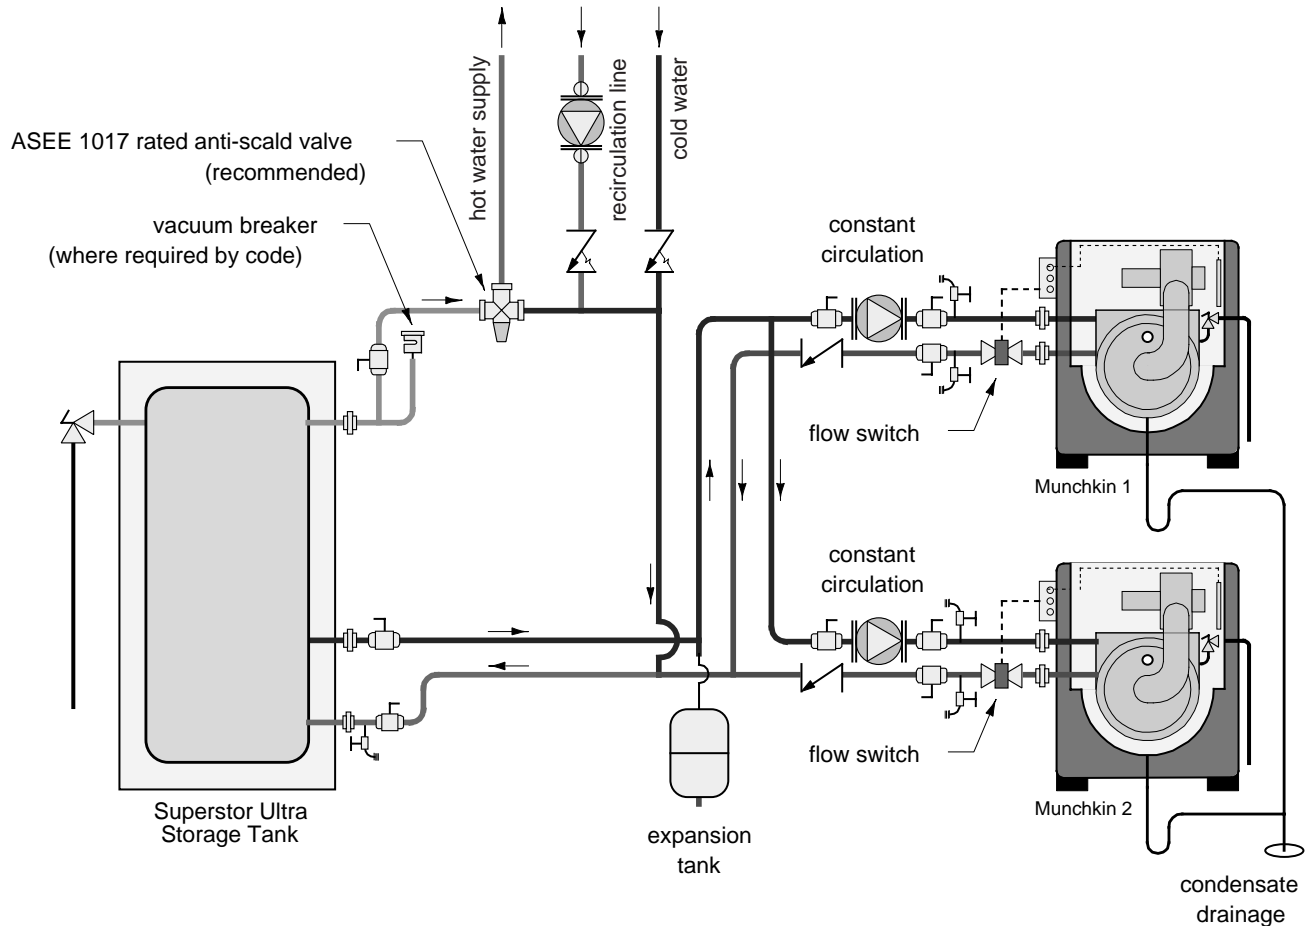 hot water supply
recirculation line
cold water
ASEE 1017 rated anti-scald valve
(recommended)
vacuum breaker
(where required by code)
constant
circulation
flow switch
Munchkin 1
constant
circulation
flow switch
Munchkin 2
Superstor Ultra
Storage Tank
expansion
tank
condensate
drainage